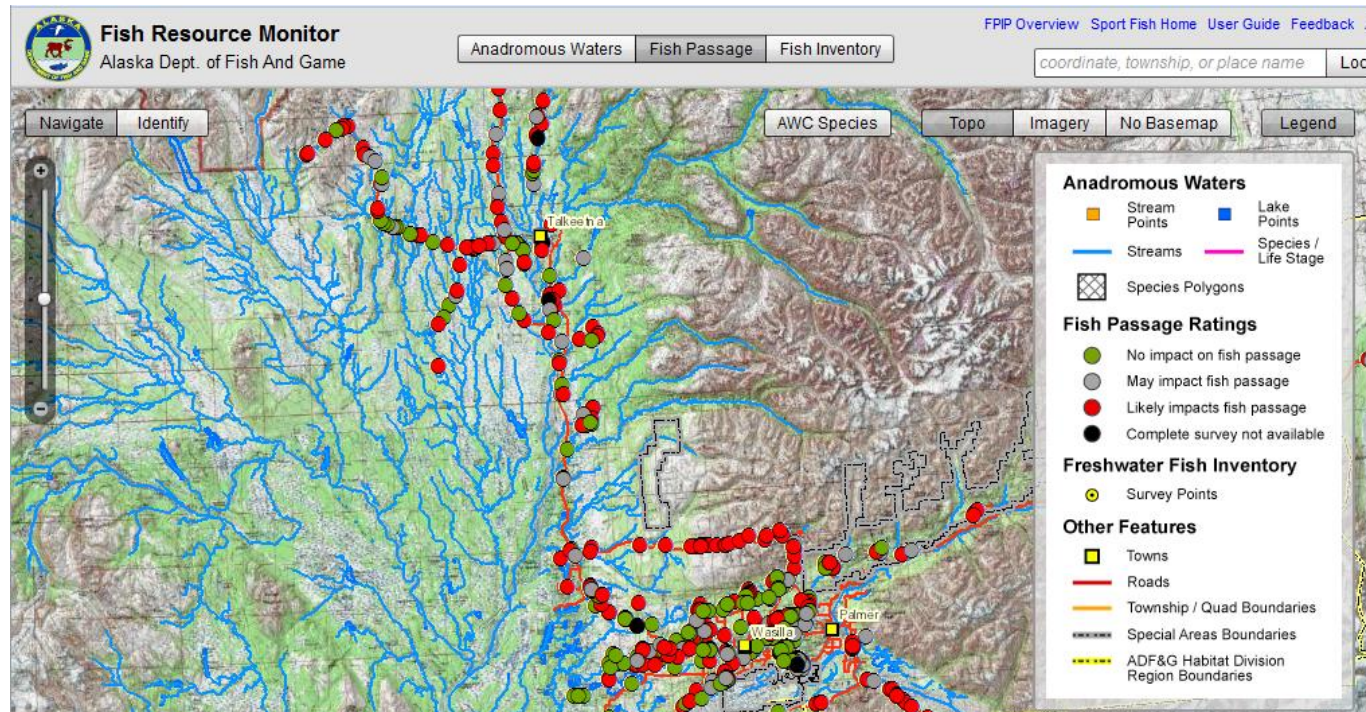 FPIP Overview Sport Fish Home User Guide Feedback
Fish Resource Monitor
Alaska Dept. of Fish And Game
Anadromous Waters Fish Passage Fish Inventory
coordinate, township, or place name
Navigate Identify
AWC Species
Topo Imagery No Basemap
Legend
Talkeetna
Palmer
Wasilla
Anadromous Waters
Stream
Points
Lake
Points
Streams
Species /
Life Stage
Species Polygons
Fish Passage Ratings
No impact on fish passage
May impact fish passage
Likely impacts fish passage
Complete survey not available
Freshwater Fish Inventory
Survey Points
Other Features
Towns
Roads
Township / Quad Boundaries
Special Areas Boundaries
ADF&G Habitat Division
Region Boundaries